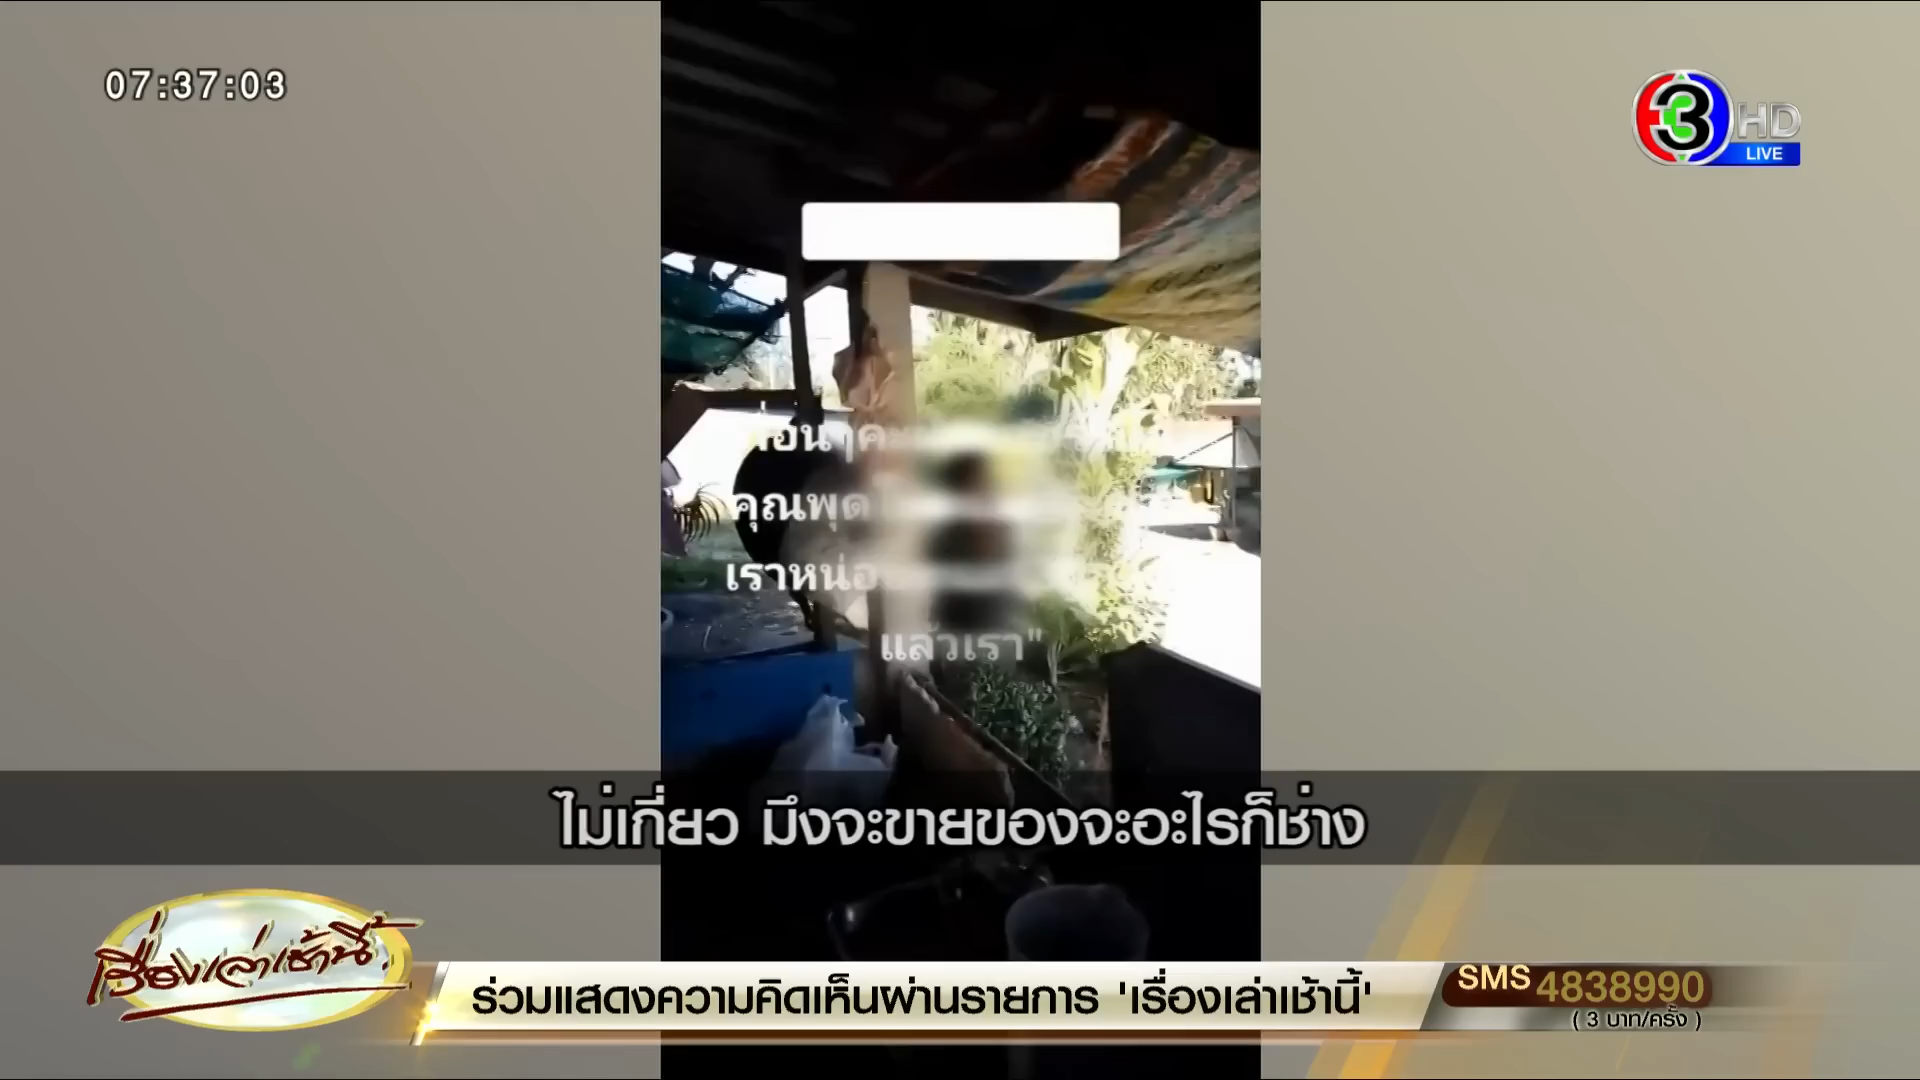 07:37:03
3 HD
LIVE
คุณพุด
เราหน่อ
แล้วเรา"
ไม่เกี่ยว มึงจะขายของจะอะไรก็ช่าง
เรื่องเล่าเช้านี้
ร่วมแสดงความคิดเห็นผ่านรายการ 'เรื่องเล่าเช้านี้'
SMS 4838990
( 3 บาท/ครั้ง )